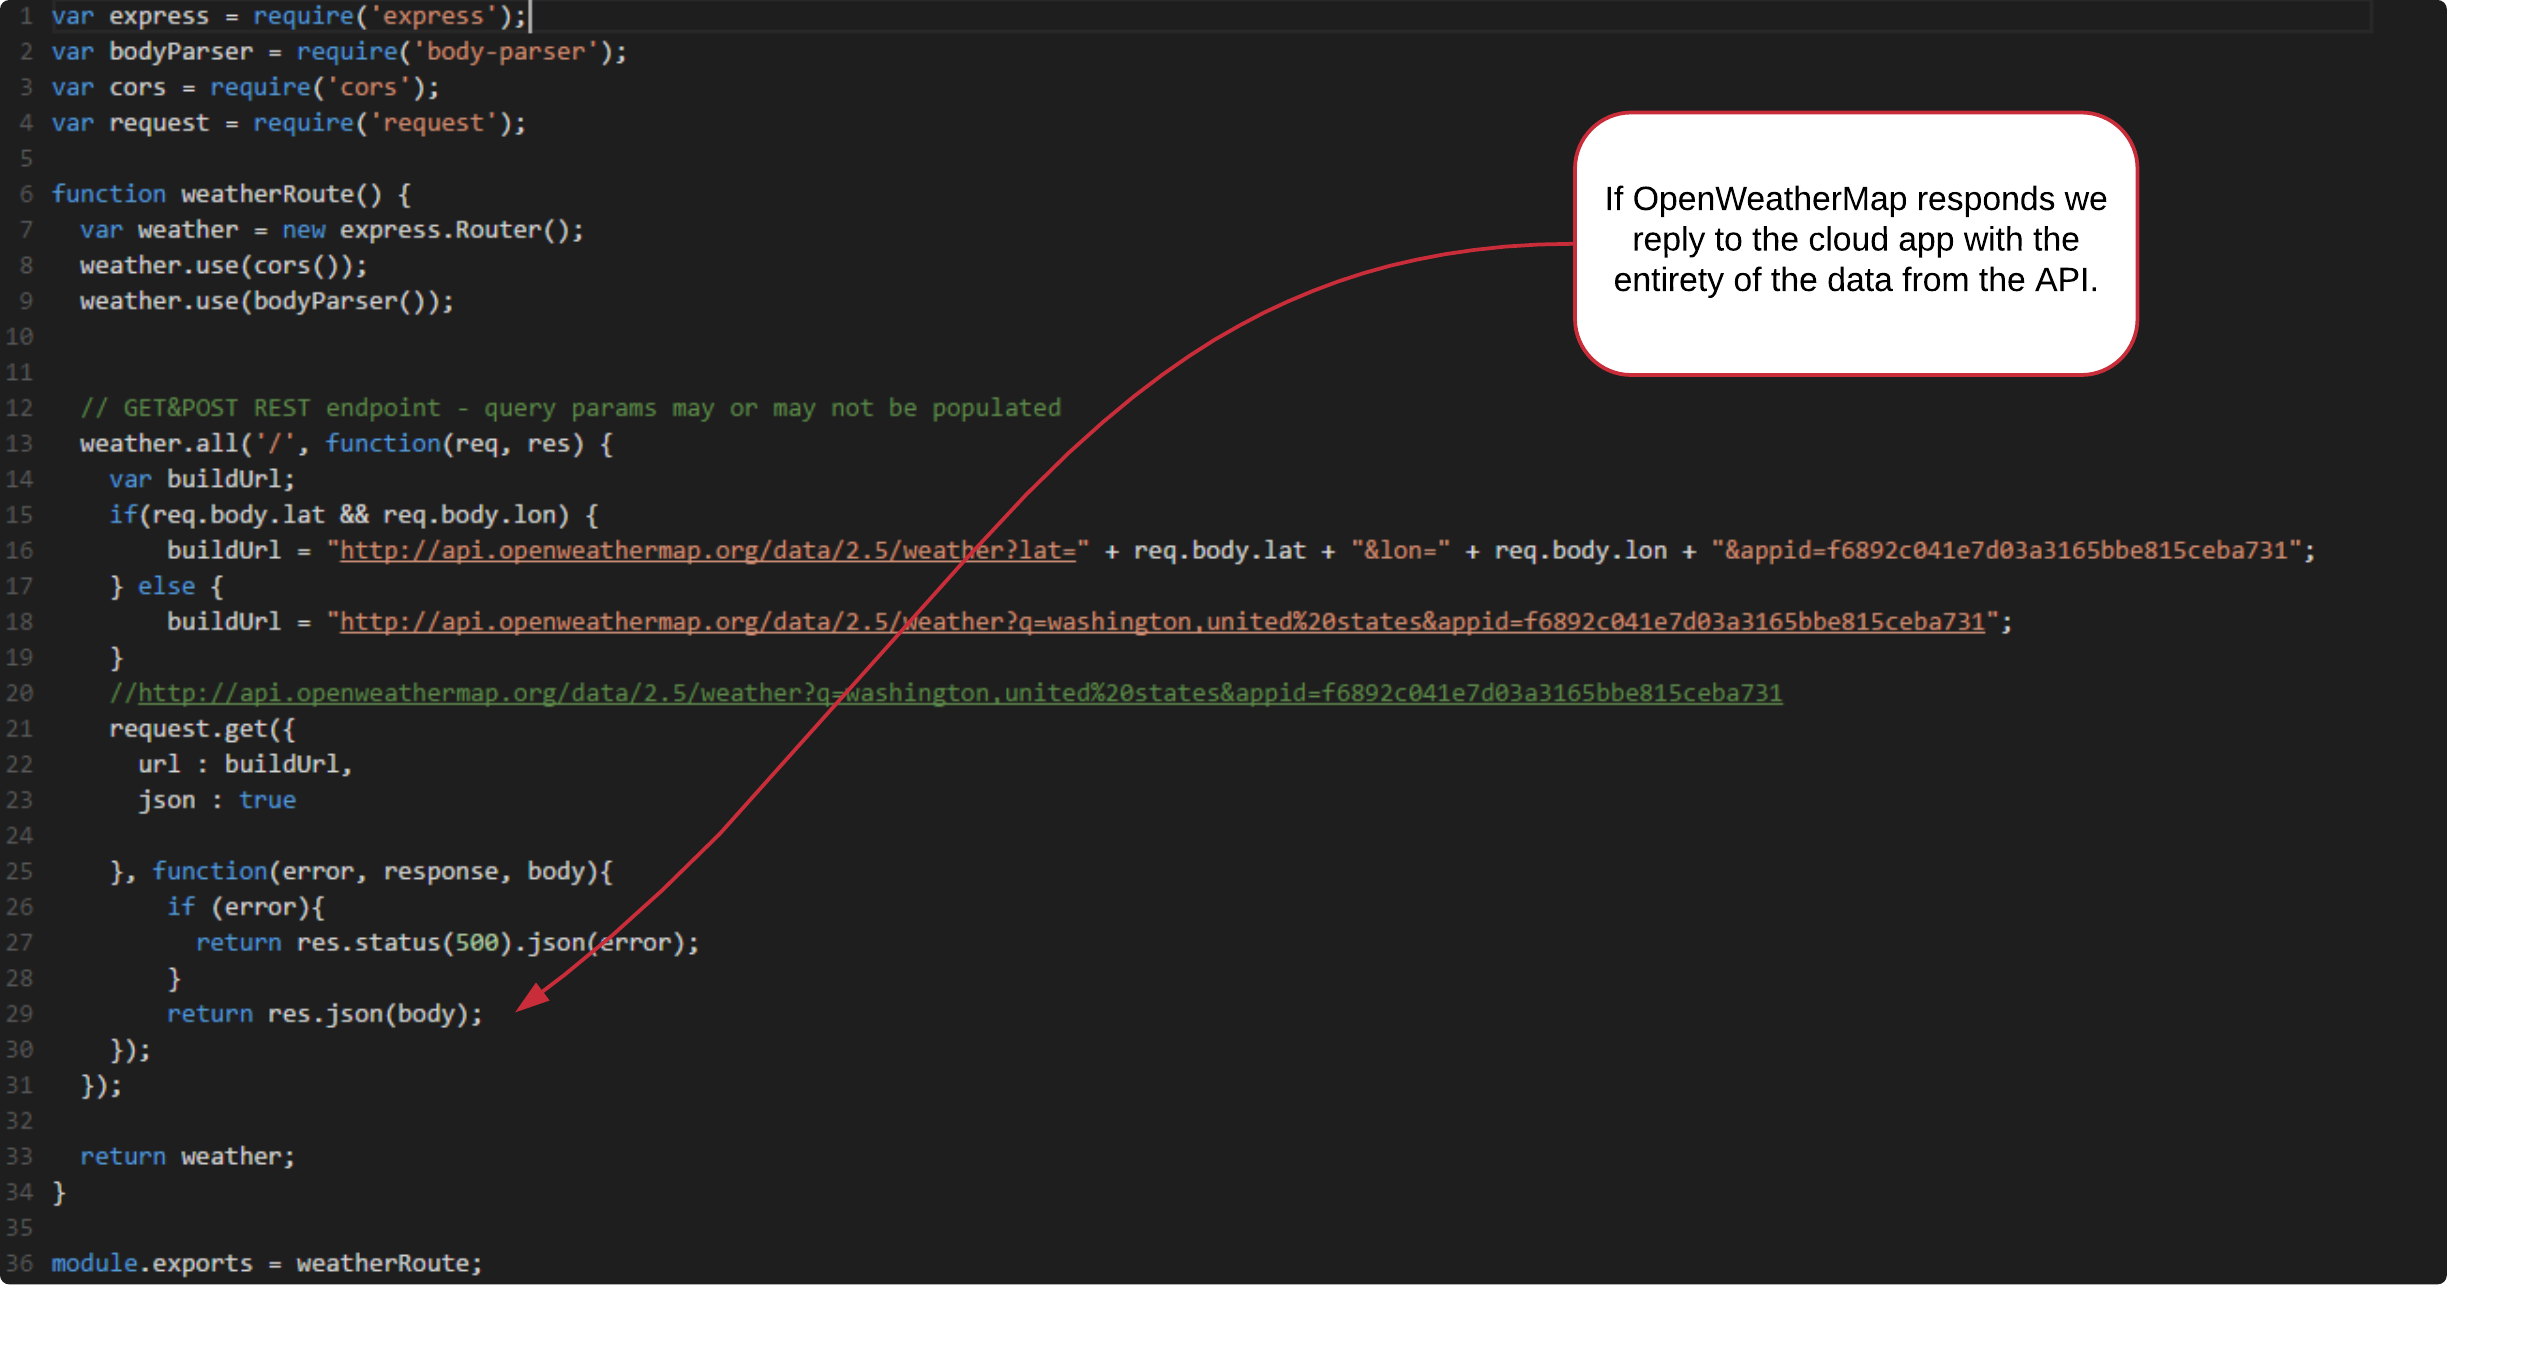 1 var express = require('express');
2 var bodyParser = require('body-parser');
3 var cors = require('cors');
4 var request = require('request');
5
6 function weatherRoute() {
7   var weather = new express.Router();
8   weather.use(cors());
9   weather.use(bodyParser());
10
11
12   // GET&POST REST endpoint - query params may or may not be populated
13   weather.all('/', function(req, res) {
14     var buildUrl;
15     if(req.body.lat && req.body.lon) {
16         buildUrl = "http://api.openweathermap.org/data/2.5/weather?lat=" + req.body.lat + "&lon=" + req.body.lon + "&appid=f6892c041e7d03a3165bbe815ceba731";
17     } else {
18         buildUrl = "http://api.openweathermap.org/data/2.5/weather?q=washington,united%20states&appid=f6892c041e7d03a3165bbe815ceba731";
19     }
20     //http://api.openweathermap.org/data/2.5/weather?q=washington,united%20states&appid=f6892c041e7d03a3165bbe815ceba731
21     request.get({
22       url : buildUrl,
23       json : true
24
25     }, function(error, response, body){
26         if (error){
27           return res.status(500).json(error);
28         }
29         return res.json(body);
30     });
31   });
32
33   return weather;
34 }
35
36 module.exports = weatherRoute;
If OpenWeatherMap responds we
reply to the cloud app with the
entirety of the data from the API.